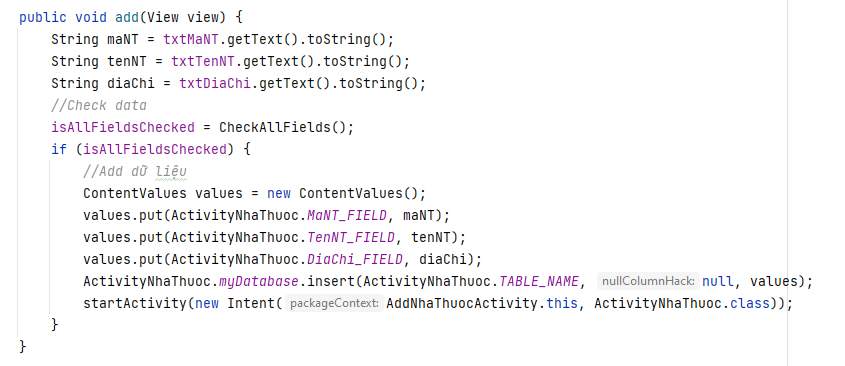 public void add(View view) {
    String maNT = txtMaNT.getText().toString();
    String tenNT = txtTenNT.getText().toString();
    String diaChi = txtDiaChi.getText().toString();
    //Check data
    isAllFieldsChecked = CheckAllFields();
    if (isAllFieldsChecked) {
        //Add dữ liệu
        ContentValues values = new ContentValues();
        values.put(ActivityNhaThuoc.MaNT_FIELD, maNT);
        values.put(ActivityNhaThuoc.TenNT_FIELD, tenNT);
        values.put(ActivityNhaThuoc.DiaChi_FIELD, diaChi);
        ActivityNhaThuoc.myDatabase.insert(ActivityNhaThuoc.TABLE_NAME, nullColumnHack: null, values);
        startActivity(new Intent( packageContext: AddNhaThuocActivity.this, ActivityNhaThuoc.class));
    }
}